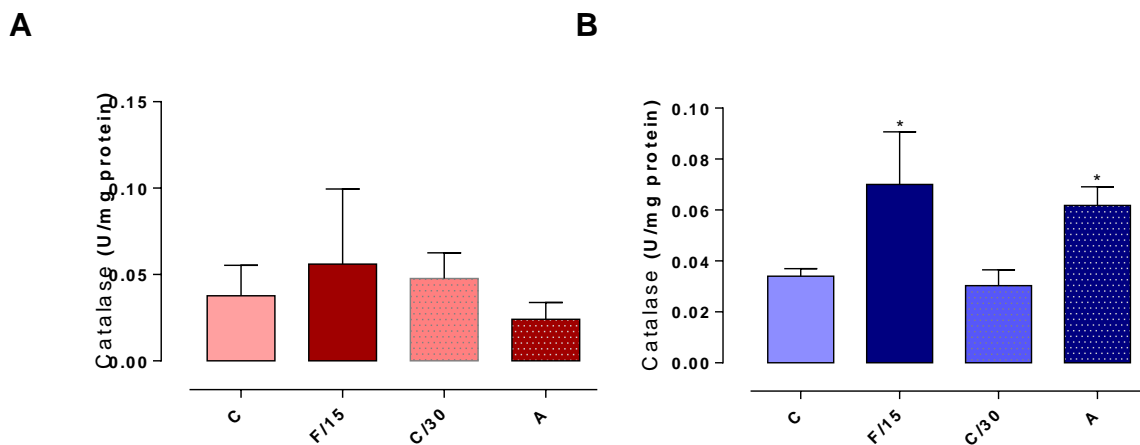 A
B
Catalase (U/mg protein)
0.15
0.10
0.05
0.00
C
F/15
C/30
A
Catalase (U/mg protein)
0.10
0.08
0.06
0.04
0.02
0.00
*
*
C
F/15
C/30
A